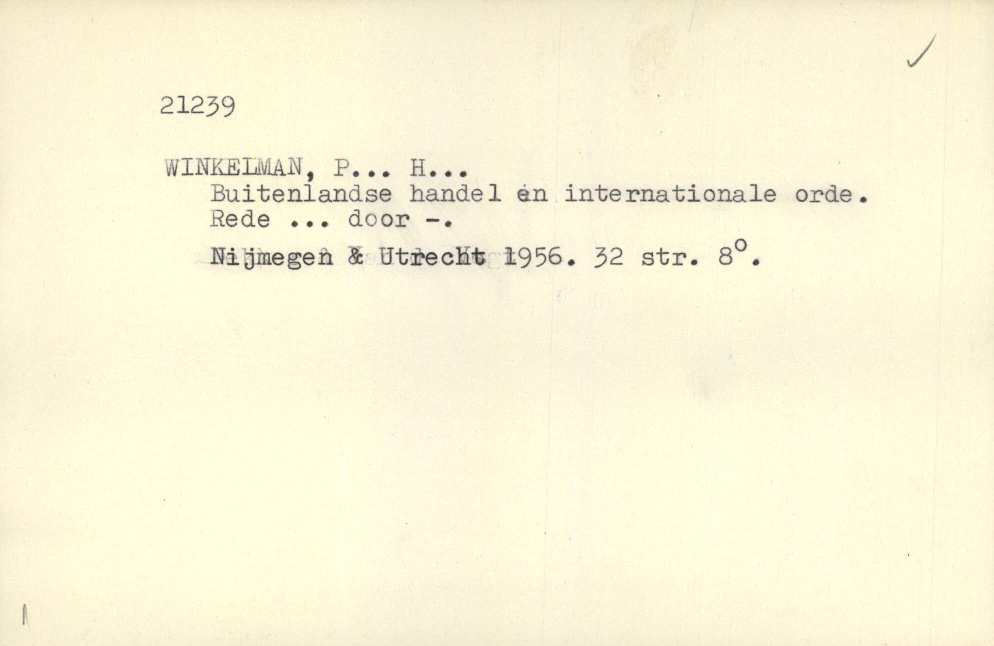 21239
WINKELMAN, P... H...
Buitenlandse handel en internationale orde.
Rede ... door -.
Nijmegen & Utrecht 1956. 32 str. 8°.